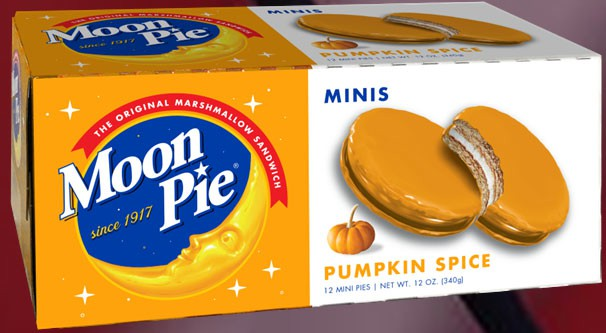 THE ORIGINAL MARSHMALLOW SANDWICH
Moon
Pie
since 1917
MINIS
PUMPKIN SPICE
12 MINI PIES | NET WT. 12 OZ. (340g)
THE ORIGINAL MARSHMALLOW SANDWICH
Moon
Pie®
since 1917
MINIS
PUMPKIN SPICE
12 MINI PIES | NET WT. 12 OZ. (340g)